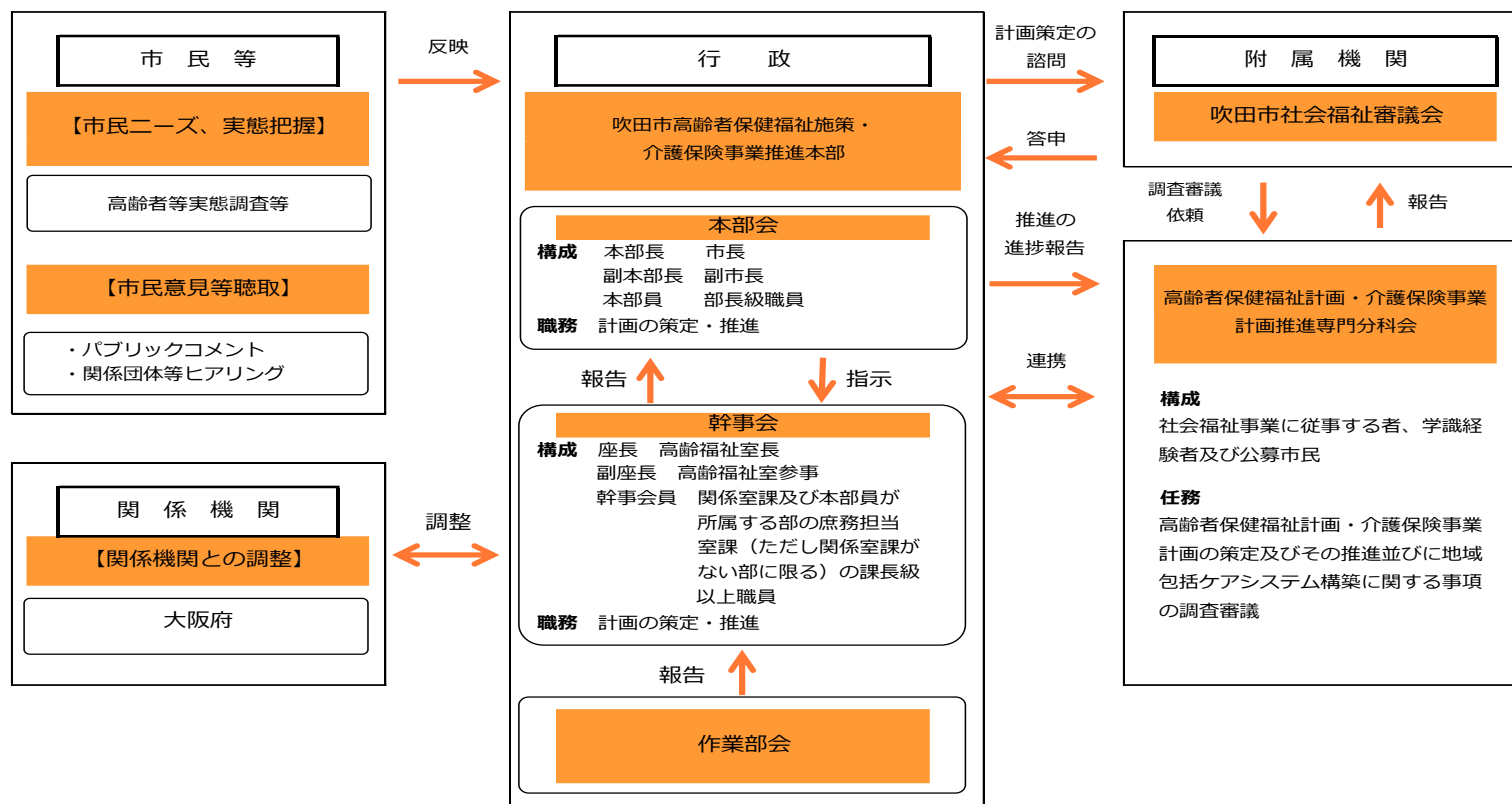 市民等
【市民ニーズ、実態把握】
高齢者等実態調査等
【市民意見等聴取】
・パブリックコメント
・関係団体等ヒアリング
関係機関
【関係機関との調整】
大阪府
反映
調整
行政
吹田市高齢者保健福祉施策・
介護保険事業推進本部
本部会
構成 本部長 市長
副本部長 副市長
本部員 部長級職員
職務 計画の策定・推進
報告
指示
幹事会
構成 座長 高齢福祉室長
副座長 高齢福祉室参事
幹事会員 関係室課及び本部員が
所属する部の庶務担当
室課（ただし関係室課が
ない部に限る）の課長級
以上職員
職務 計画の策定・推進
報告
作業部会
計画策定の
諮問
答申
推進の
進捗報告
連携
附属機関
吹田市社会福祉審議会
調査審議
依頼
報告
高齢者保健福祉計画・介護保険事業
計画推進専門分科会
構成
社会福祉事業に従事する者、学識経
験者及び公募市民
任務
高齢者保健福祉計画・介護保険事業
計画の策定及びその推進並びに地域
包括ケアシステム構築に関する事項
の調査審議